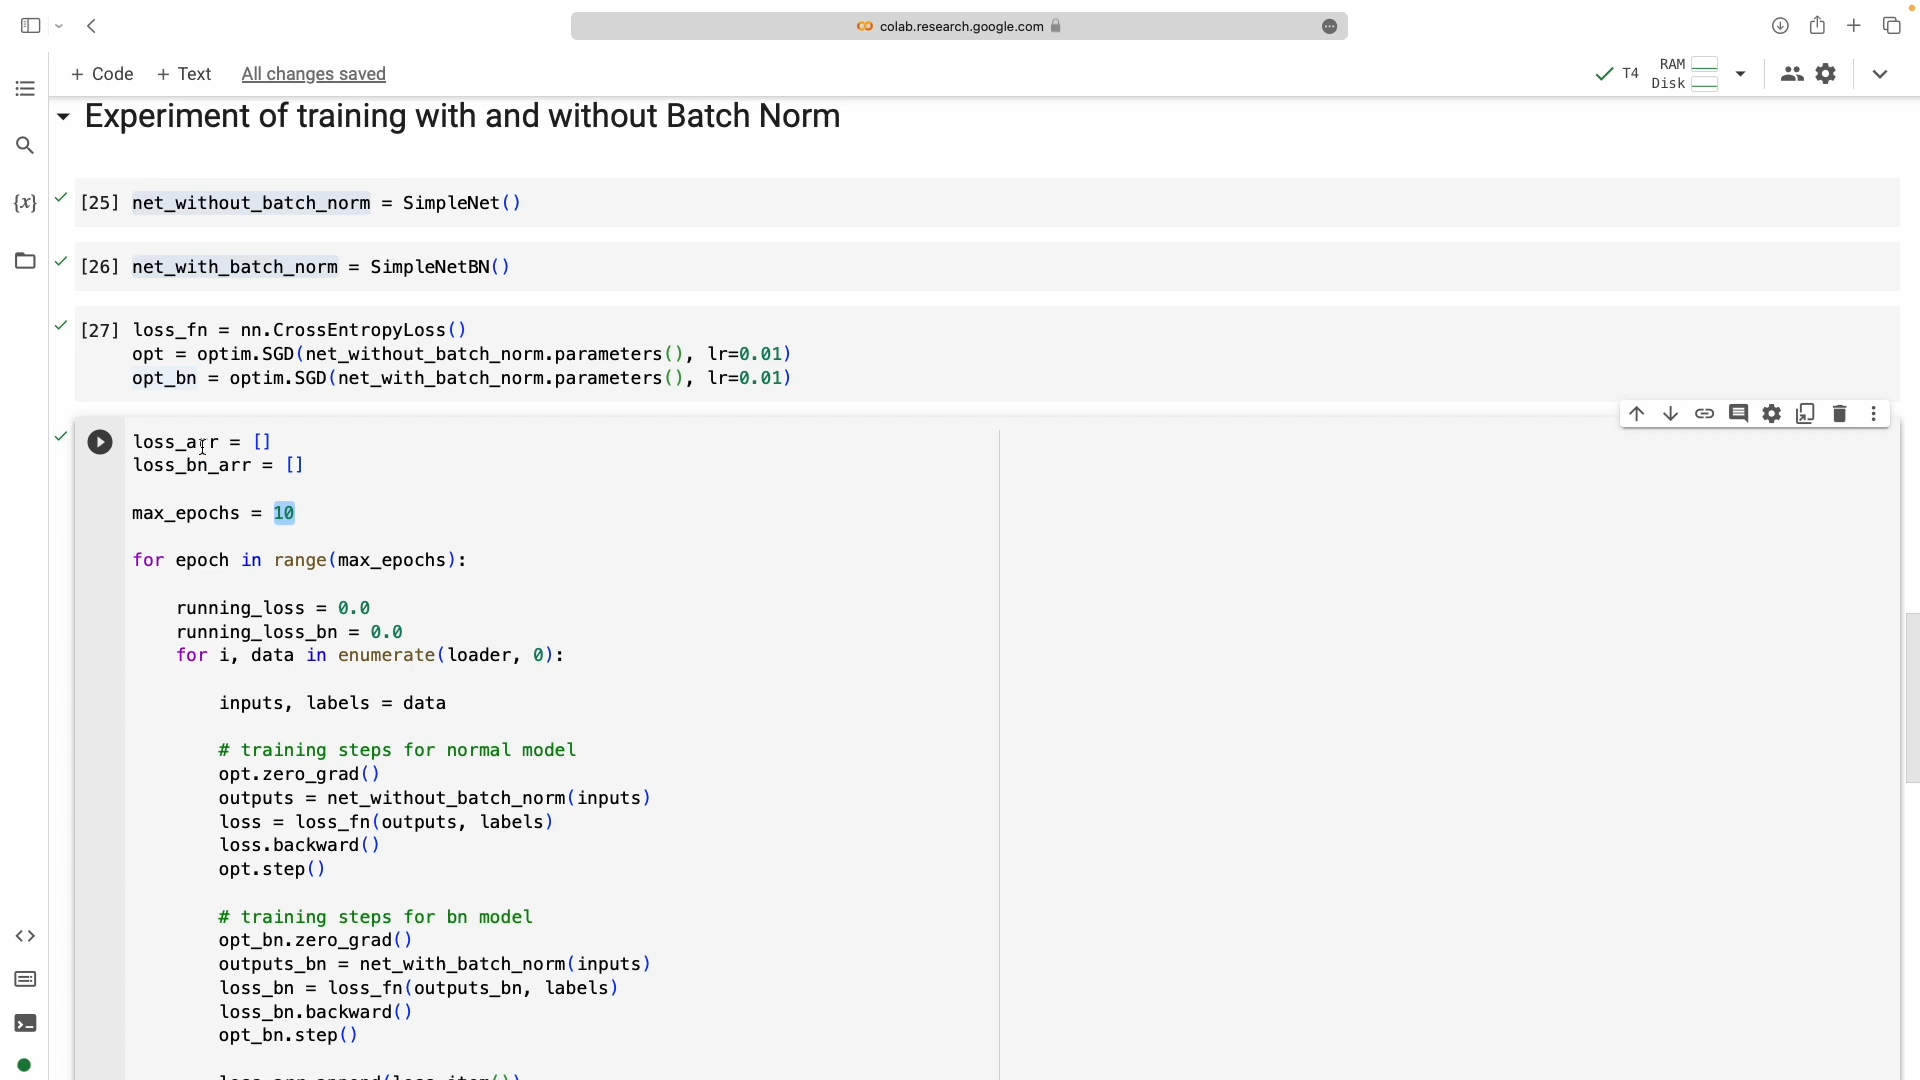 colab.research.google.com
+ Code + Text All changes saved
T4 RAM
Disk
Experiment of training with and without Batch Norm
{x}
[25] net_without_batch_norm = SimpleNet()
[26] net_with_batch_norm = SimpleNetBN()
[27] loss_fn = nn.CrossEntropyLoss()
opt = optim.SGD(net_without_batch_norm.parameters(), lr=0.01)
opt_bn = optim.SGD(net_with_batch_norm.parameters(), lr=0.01)
loss_arr = []
loss_bn_arr = []
max_epochs = 10
for epoch in range(max_epochs):
running_loss = 0.0
running_loss_bn = 0.0
for i, data in enumerate(loader, 0):
inputs, labels = data
# training steps for normal model
opt.zero_grad()
outputs = net_without_batch_norm(inputs)
loss = loss_fn(outputs, labels)
loss.backward()
opt.step()
# training steps for bn model
opt_bn.zero_grad()
outputs_bn = net_with_batch_norm(inputs)
loss_bn = loss_fn(outputs_bn, labels)
loss_bn.backward()
opt_bn.step()